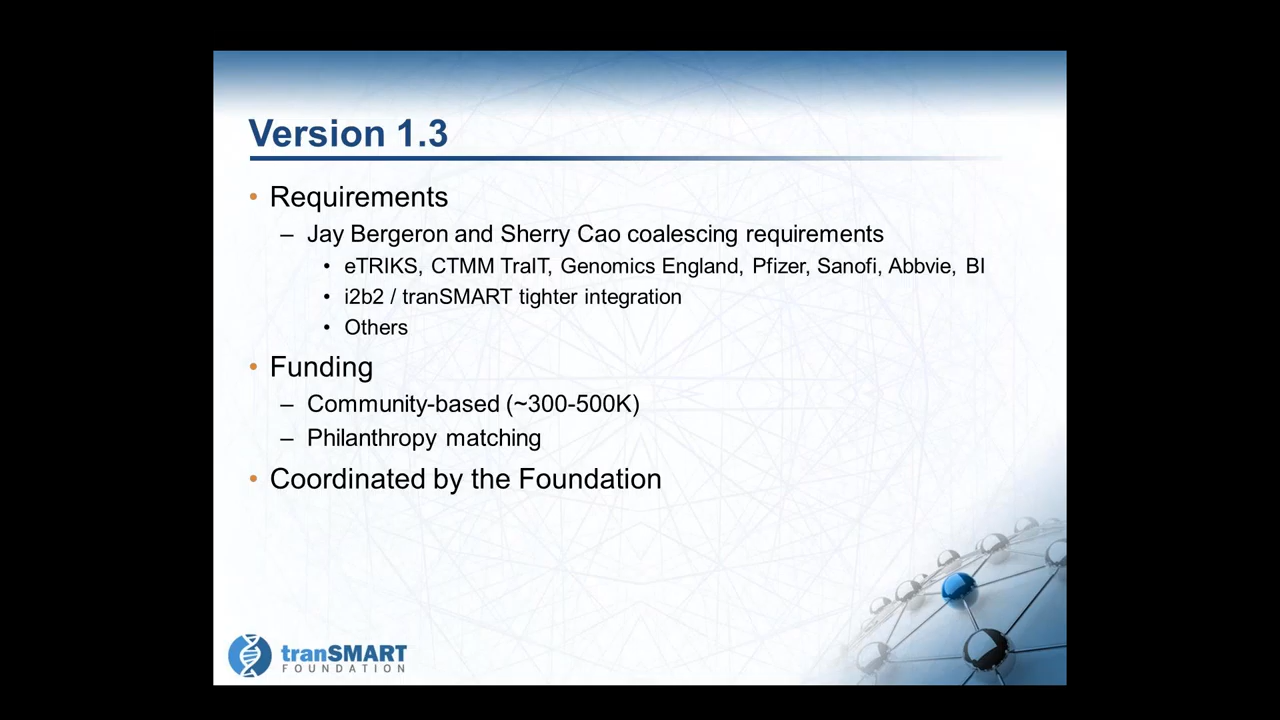 Version 1.3
• Requirements
– Jay Bergeron and Sherry Cao coalescing requirements
• eTRIKS, CTMM TraIT, Genomics England, Pfizer, Sanofi, Abbvie, BI
• i2b2 / tranSMART tighter integration
• Others
• Funding
– Community-based (~300-500K)
– Philanthropy matching
• Coordinated by the Foundation
tranSMART
FOUNDATION